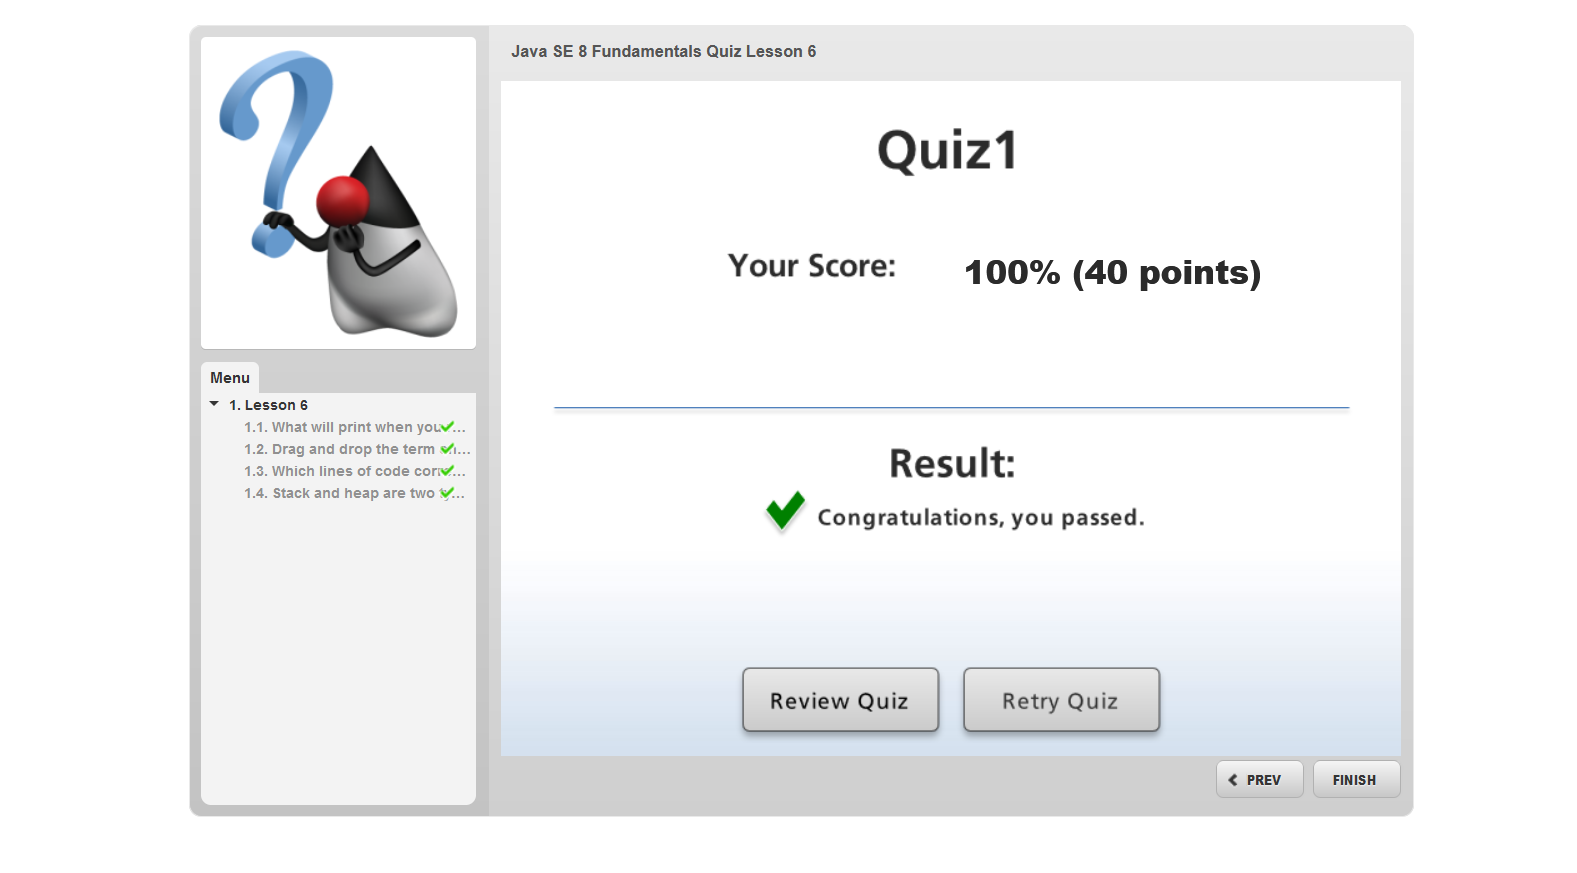 Java SE 8 Fundamentals Quiz Lesson 6
Quiz1
Your Score: 100% (40 points)
Result:
Congratulations, you passed.
Review Quiz
Retry Quiz
PREV
FINISH
Menu
1. Lesson 6
1.1. What will print when you ...
1.2. Drag and drop the term ...
1.3. Which lines of code ...
1.4. Stack and heap are two ...